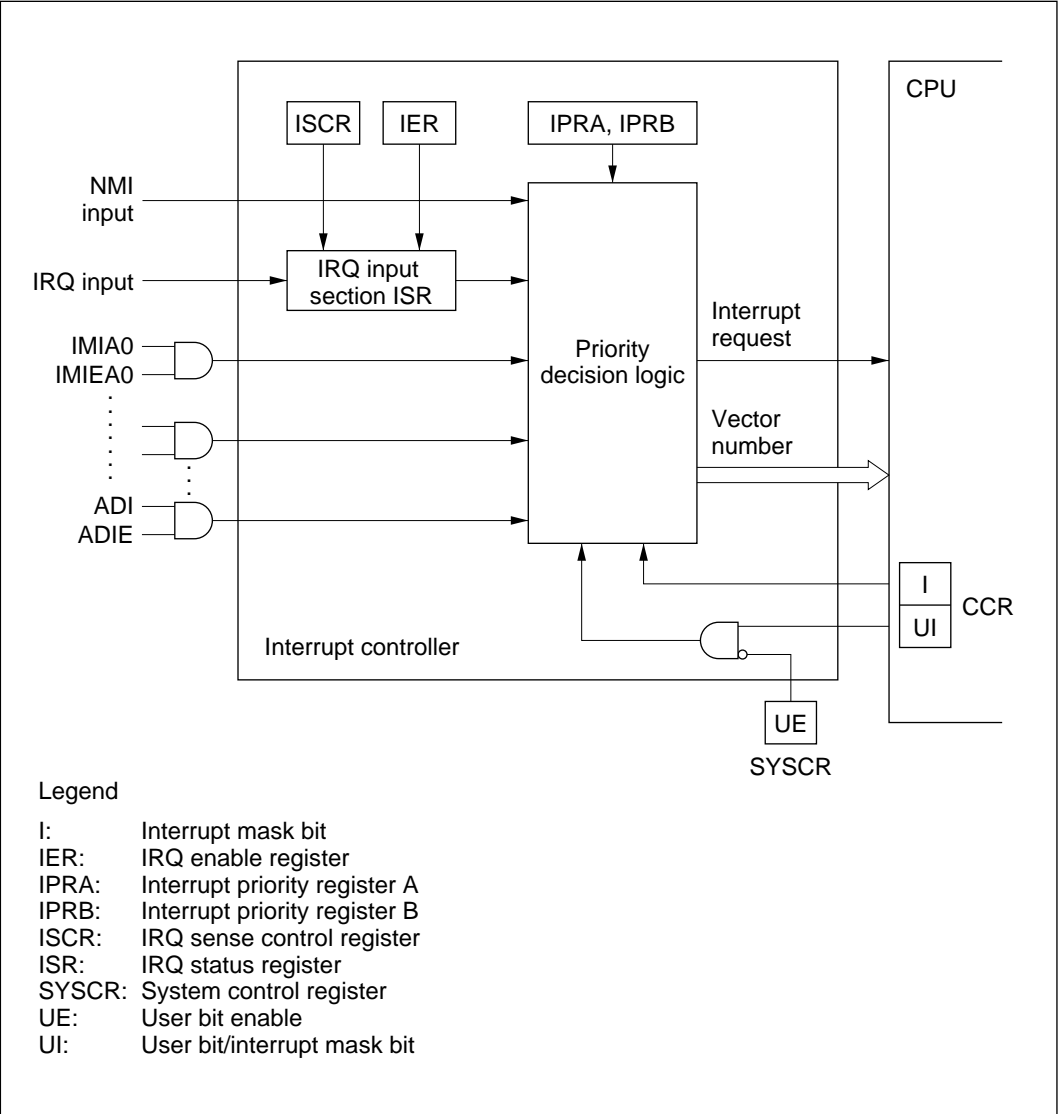 CPU
ISCR
IER
IPRA, IPRB
NMI
input
IRQ input
IRQ input
section ISR
Interrupt
request
IMIA0
IMIEA0
Priority
decision logic
Vector
number
ADI
ADIE
I
UI
CCR
Interrupt controller
UE
SYSCR
Legend
I: Interrupt mask bit
IER: IRQ enable register
IPRA: Interrupt priority register A
IPRB: Interrupt priority register B
ISCR: IRQ sense control register
ISR: IRQ status register
SYSCR: System control register
UE: User bit enable
UI: User bit/interrupt mask bit